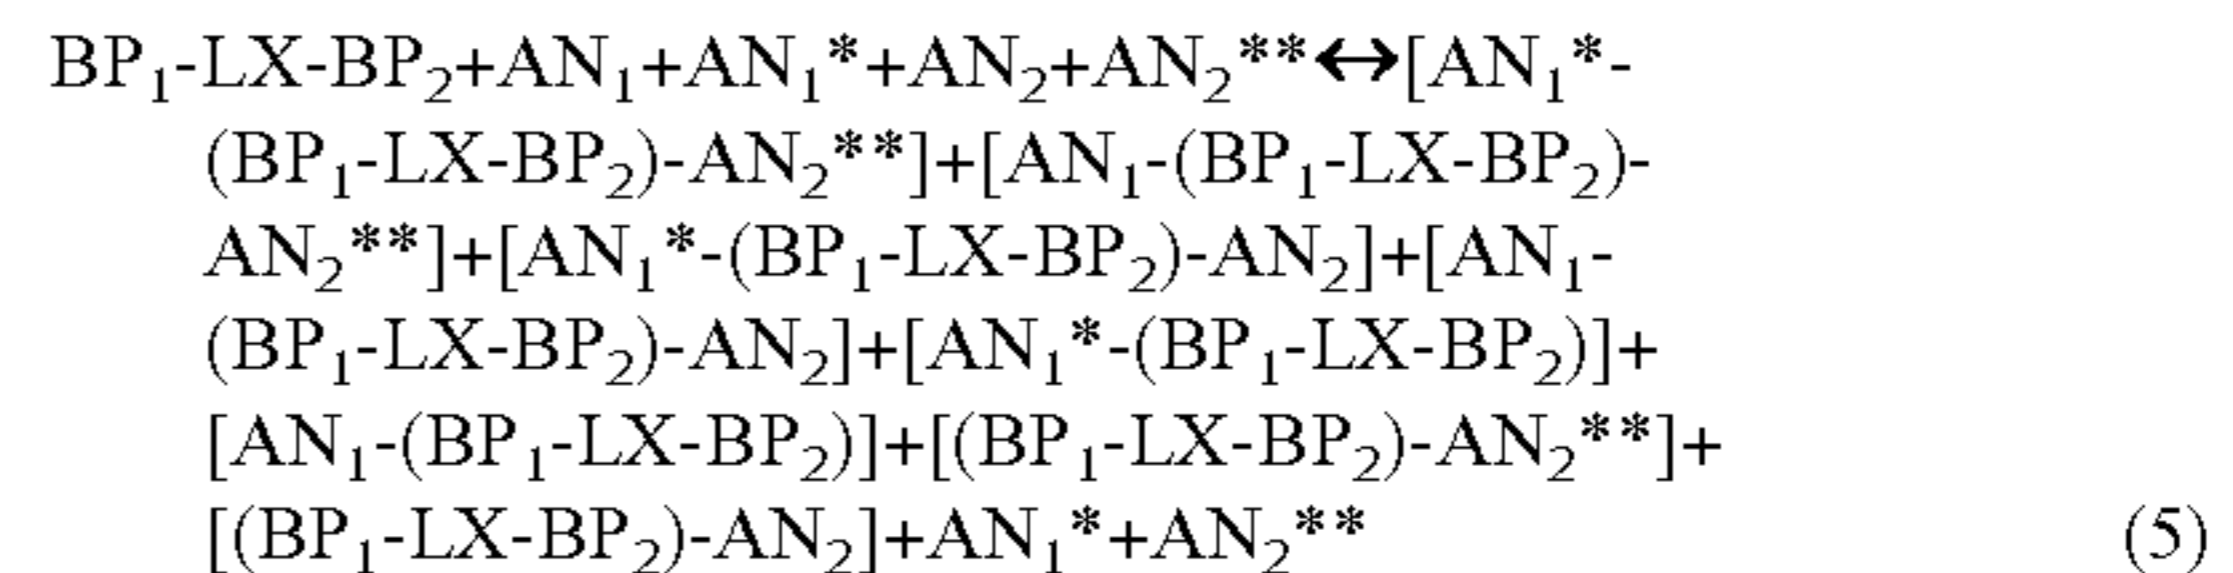 BP₁-LX-BP₂+AN₁+AN₁*+AN₂+AN₂**↔[AN₁*-
(BP₁-LX-BP₂)-AN₂**]+[AN₁-(BP₁-LX-BP₂)-
AN₂**]+[AN₁*-(BP₁-LX-BP₂)-AN₂]+[AN₁-
(BP₁-LX-BP₂)-AN₂]+[AN₁*-(BP₁-LX-BP₂)]+
[AN₁-(BP₁-LX-BP₂)]+[(BP₁-LX-BP₂)-AN₂**]+
[(BP₁-LX-BP₂)-AN₂]+AN₁*+AN₂** (5)